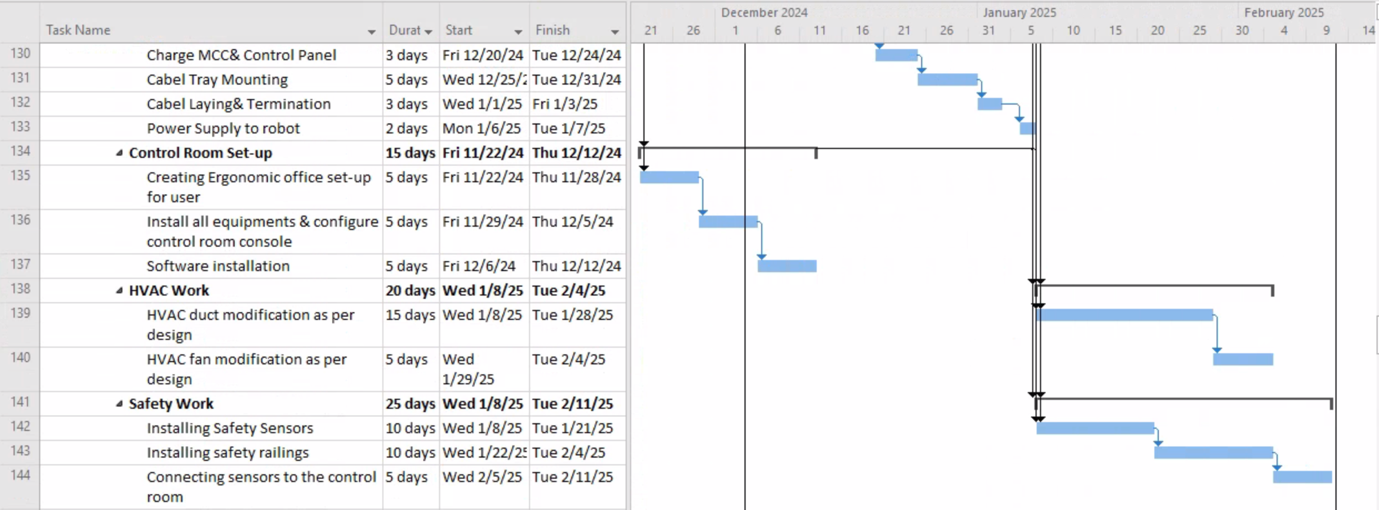 Task Name Durat Start Finish December 2024 January 2025 February 2025
21 26 1 6 11 16 21 26 31 5 10 15 20 25 30 4 9 14
130 Charge MCC& Control Panel 3 days Fri 12/20/24 Tue 12/24/24
131 Cabel Tray Mounting 5 days Wed 12/25/2 Tue 12/31/24
132 Cabel Laying& Termination 3 days Wed 1/1/25 Fri 1/3/25
133 Power Supply to robot 2 days Mon 1/6/25 Tue 1/7/25
134 Control Room Set-up 15 days Fri 11/22/24 Thu 12/12/24
135 Creating Ergonomic office set-up 5 days Fri 11/22/24 Thu 11/28/24
for user
136 Install all equipments & configure 5 days Fri 11/29/24 Thu 12/5/24
control room console
137 Software installation 5 days Fri 12/6/24 Thu 12/12/24
138 HVAC Work 20 days Wed 1/8/25 Tue 2/4/25
139 HVAC duct modification as per 15 days Wed 1/8/25 Tue 1/28/25
design
140 HVAC fan modification as per 5 days Wed Tue 2/4/25
design 1/29/25
141 Safety Work 25 days Wed 1/8/25 Tue 2/11/25
142 Installing Safety Sensors 10 days Wed 1/8/25 Tue 1/21/25
143 Installing safety railings 10 days Wed 1/22/25 Tue 2/4/25
144 Connecting sensors to the control 5 days Wed 2/5/25 Tue 2/11/25
room